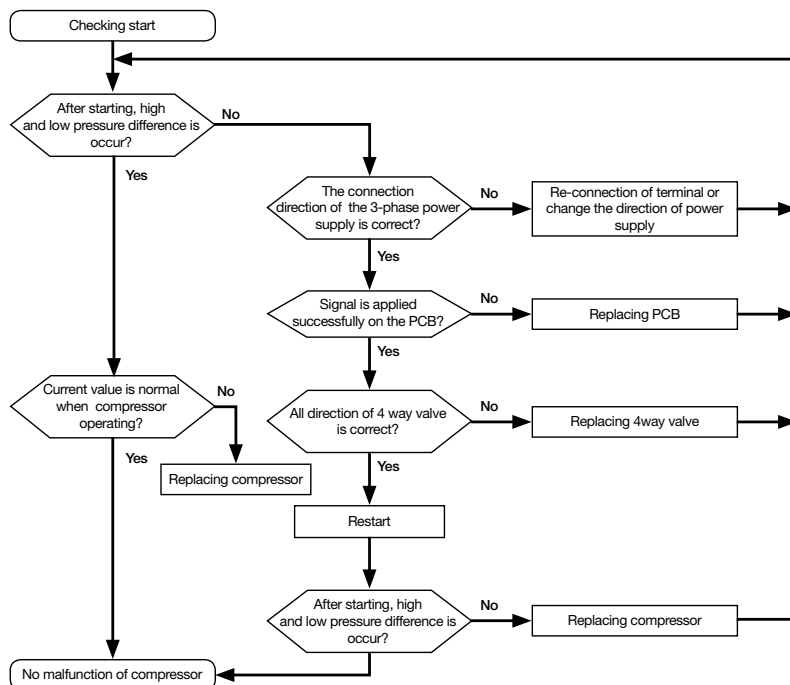 Checking start
After starting, high
and low pressure difference is
occur?
No
Yes
The connection
direction of the 3-phase power
supply is correct?
No
Re-connection of terminal or
change the direction of power
supply
Yes
Signal is applied
successfully on the PCB?
No
Replacing PCB
Yes
Current value is normal
when compressor
operating?
No
Yes
Replacing compressor
All direction of 4 way valve
is correct?
No
Replacing 4way valve
Yes
Restart
After starting, high
and low pressure difference is
occur?
No
Replacing compressor
Yes
No malfunction of compressor